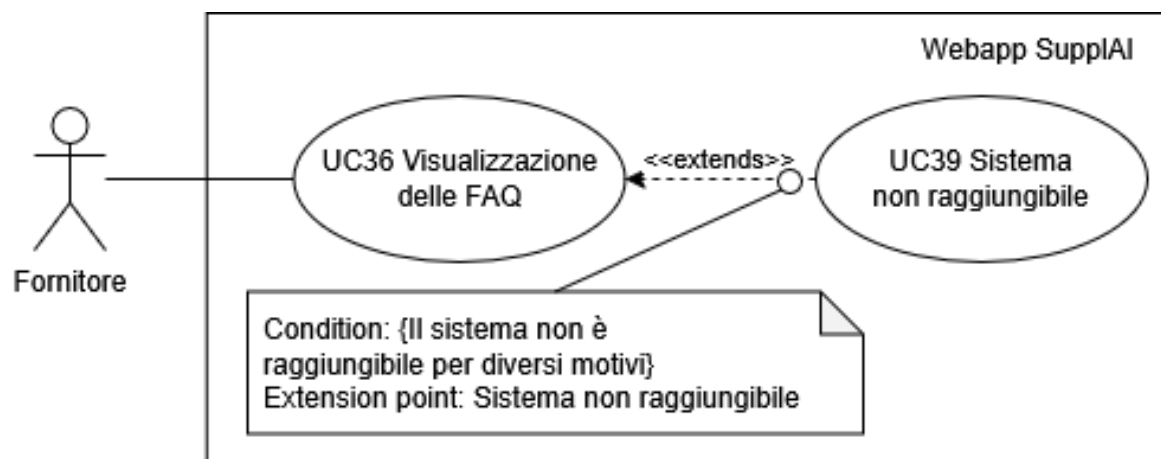 Webapp SupplAI
UC36 Visualizzazione
delle FAQ
<<extends>>
UC39 Sistema
non raggiungibile
Fornitore
Condition: {Il sistema non è
raggiungibile per diversi motivi}
Extension point: Sistema non raggiungibile